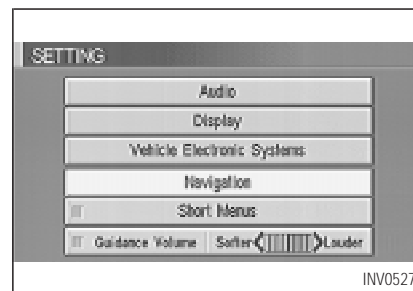 SETTING
Audio
Display
Vehicle Electronic Systems
Navigation
Short Menus
Guidance Volume Softer Louder
INV0527